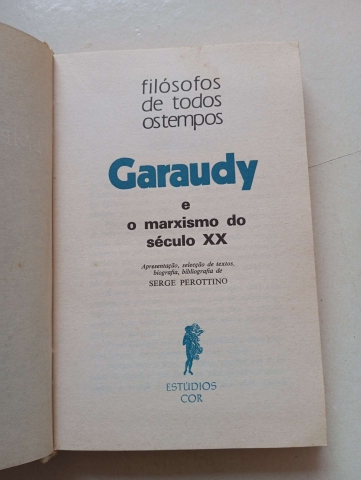 filósofos
de todos
ostempos
Garaudy
e
o marxismo do
século XX
Apresentação, selecção de textos,
biografia, bibliografia de
SERGE PEROTTINO
ESTÚDIOS
COR